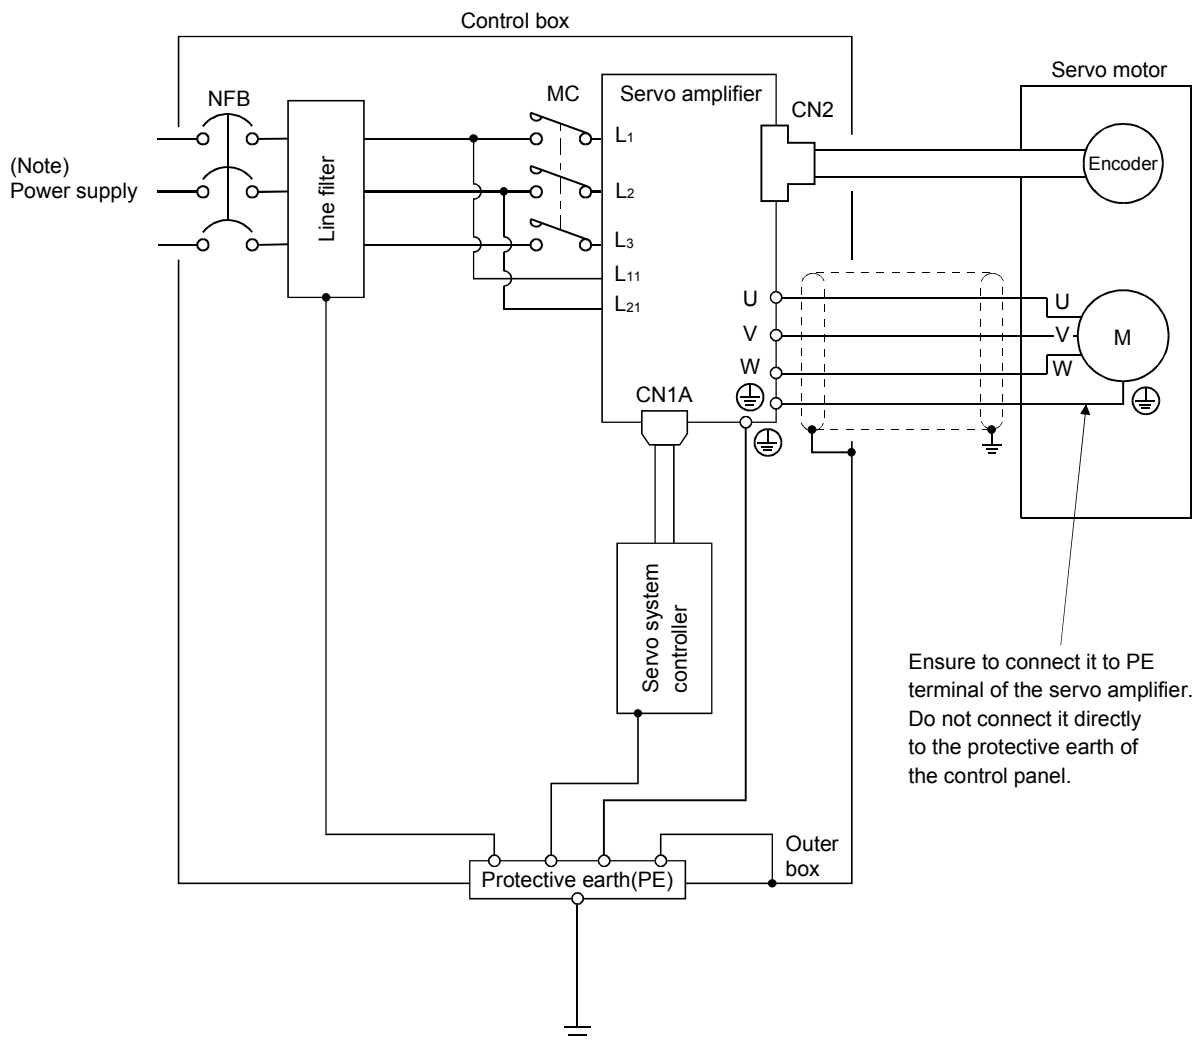 Control box
NFB
MC
Servo amplifier
CN2
Servo motor
(Note)
Power supply
Line filter
L1
L2
L3
L11
L21
Encoder
U
V
W
U
V
W
M
CN1A
Servo system
controller
Ensure to connect it to PE
terminal of the servo amplifier.
Do not connect it directly
to the protective earth of
the control panel.
Outer
box
Protective earth(PE)